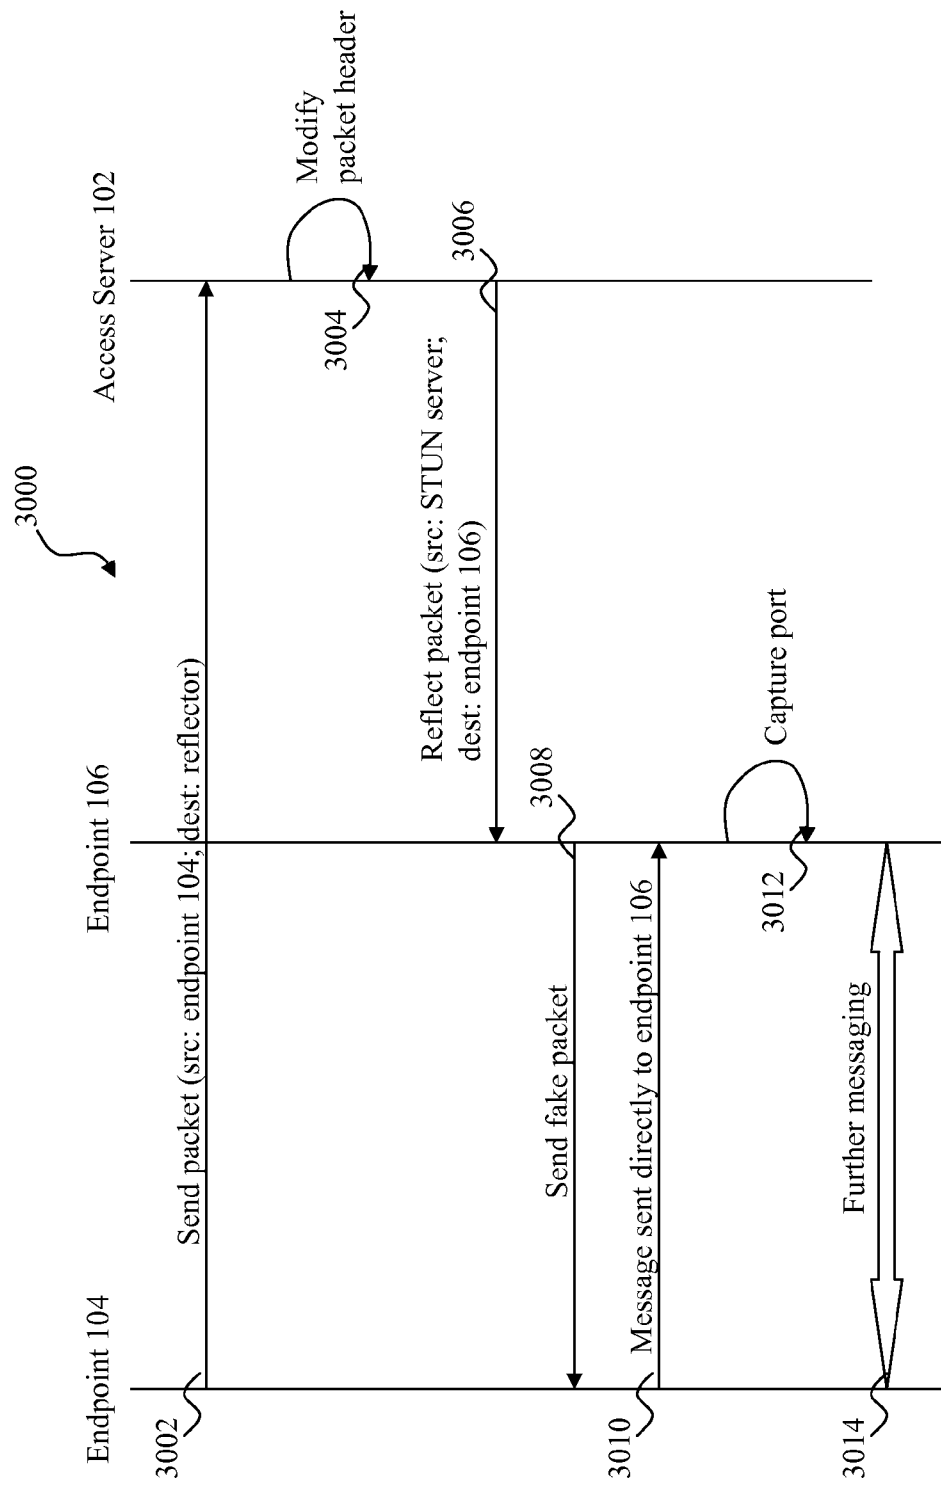 3000
Endpoint 104
Endpoint 106
Access Server 102
3002
Send packet (src: endpoint 104; dest: reflector)
Modify
packet header
3004
Reflect packet (src: STUN server;
dest: endpoint 106)
3006
3008
Send fake packet
3010
Message sent directly to endpoint 106
Capture port
3012
Further messaging
3014